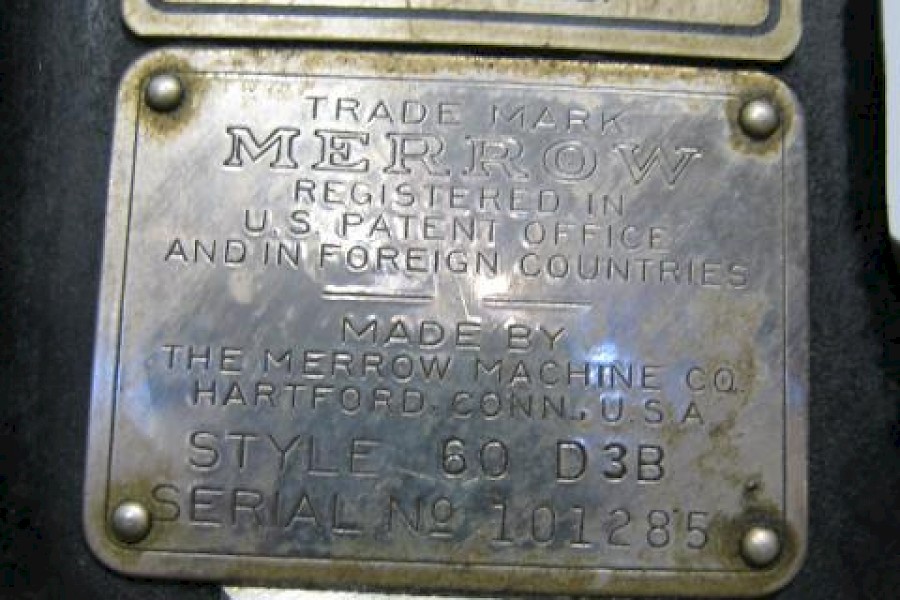 TRADE MARK
MERROW
REGISTERED IN
U.S. PATENT OFFICE
AND IN FOREIGN COUNTRIES
MADE BY
THE MERROW MACHINE CO.
HARTFORD, CONN., U.S.A
STYLE 60 D3B
SERIAL No 101285